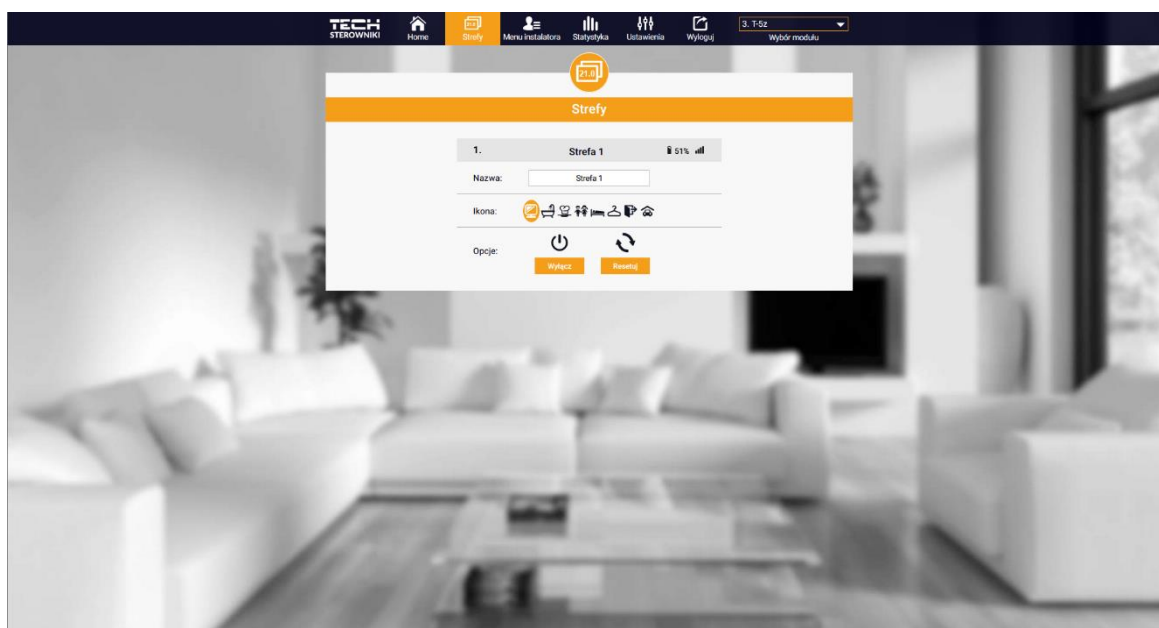 TECH
STEROWNIKI
Home
Strefy
Menu instalatora
Statystyka
Ustawienia
Wyloguj
3. T-5z
Wybór modułu
21.0
Strefy
1. Strefa 1 51%
Nazwa: Strefa 1
Ikona:
Opcje:
Wyłącz Resetuj